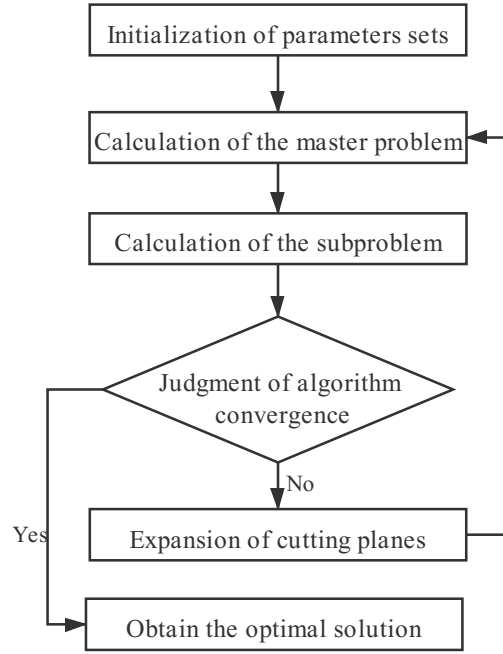 Initialization of parameters sets
Calculation of the master problem
Calculation of the subproblem
Judgment of algorithm
convergence
No
Yes
Expansion of cutting planes
Obtain the optimal solution